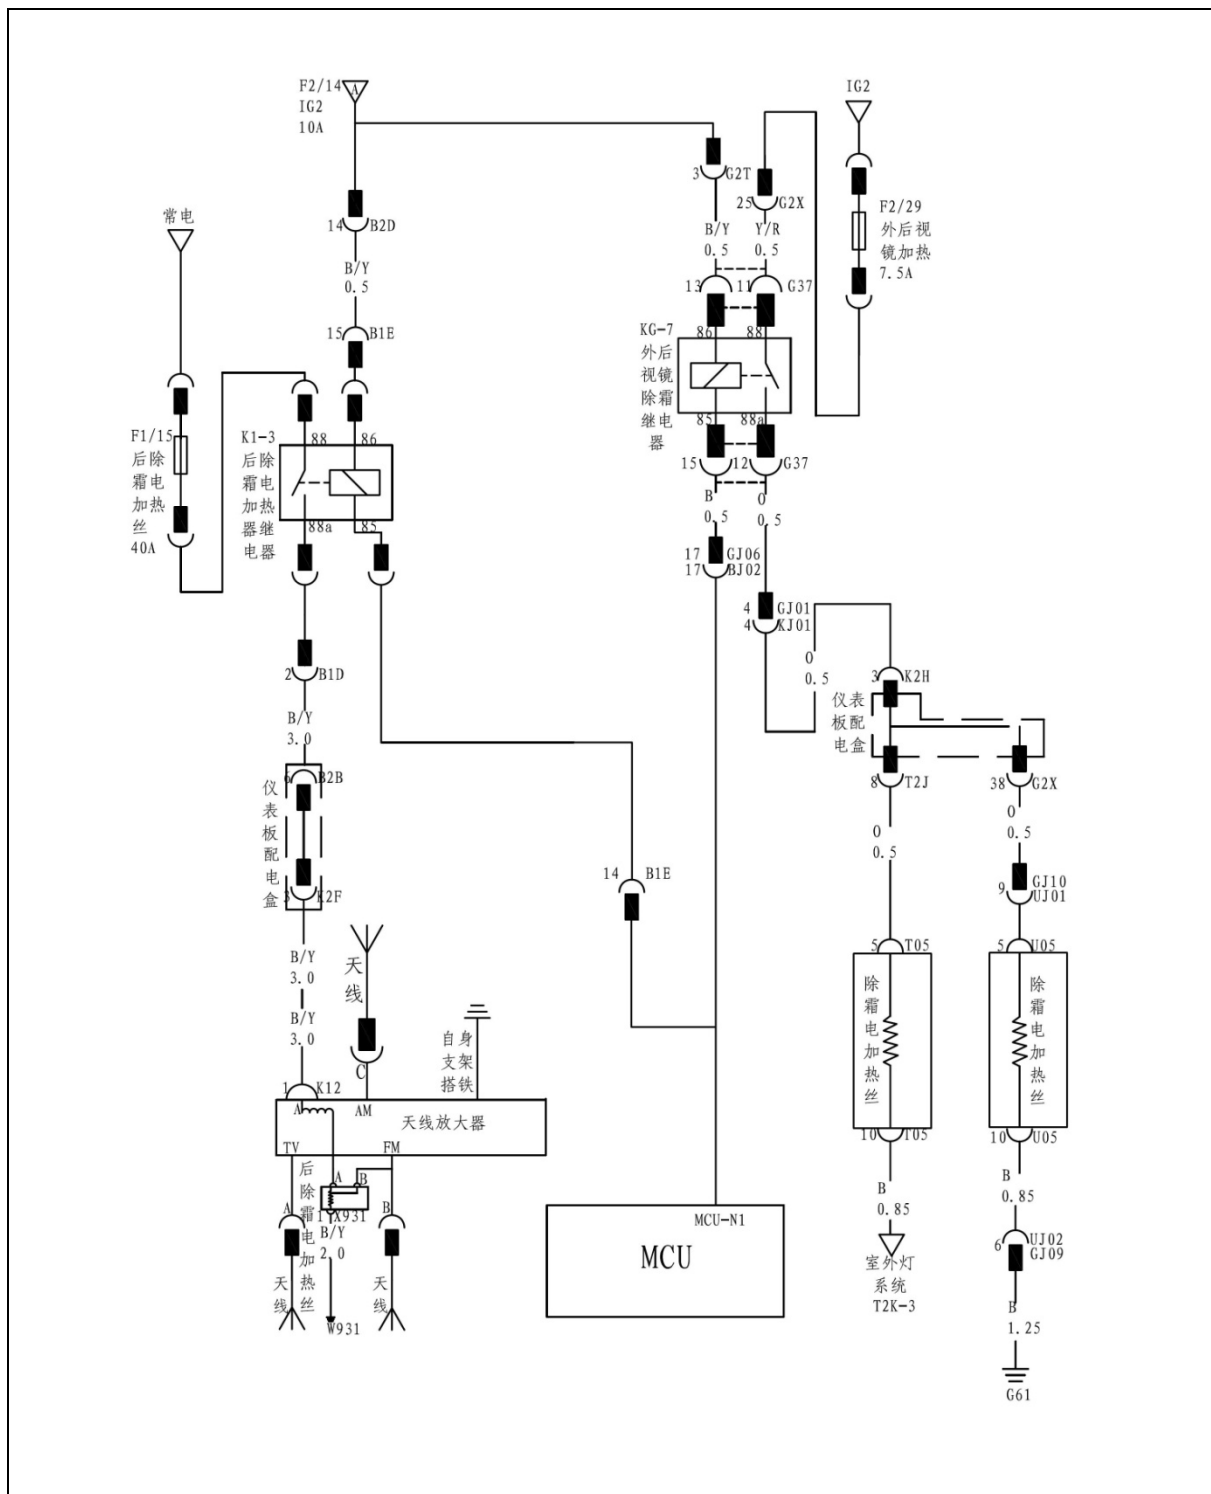 F2/14
A
IG2
10A
IG2
3
G2T
25
G2X
常电
14
B2D
B/Y
0.5
Y/R
0.5
F2/29
外后视
镜加热
7.5A
B/Y
0.5
13
11
G37
15
B1E
KG-7
外后
视镜
除霜
继电
器
86
88
85
88a
F1/15
后除
霜电
加热
丝
40A
K1-3
后除
霜电
加热
器继
电器
88
86
88a
85
15
12
G37
B
0.5
O
0.5
17
GJ06
17
BJ02
4
GJ01
4
KJ01
O
0.5
2
B1D
3
K2H
仪表
板配
电盒
B/Y
3.0
8
T2J
38
G2X
6
B2B
仪
表
板
配
电
盒
3
K2F
O
0.5
O
0.5
14
B1E
9
GJ10
UJ01
B/Y
3.0
天
线
5
T05
5
U05
B/Y
3.0
自身
支架
搭铁
除
霜
电
加
热
丝
除
霜
电
加
热
丝
C
1
K12
A
AM
天线放大器
TV
FM
10
T05
10
U05
后
除
霜
电
加
热
丝
A
B
A
1
X931
B
B/Y
2.0
天
线
天
线
W931
MCU-N1
MCU
B
0.85
B
0.85
室外灯
系统
T2K-3
6
UJ02
GJ09
B
1.25
G61